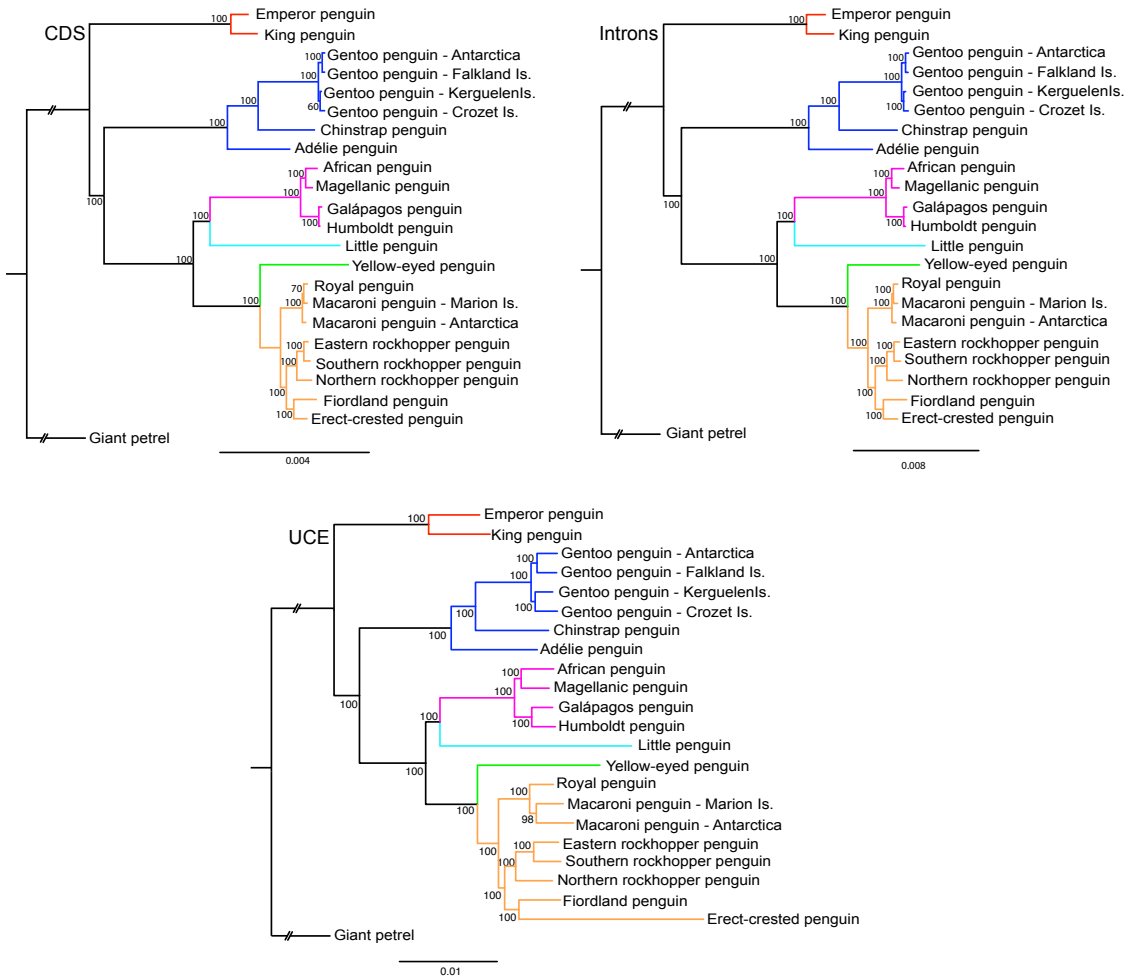 CDS
100
Emperor penguin
King penguin
100
Gentoo penguin - Antarctica
100
Gentoo penguin - Falkland Is.
Gentoo penguin - KerguelenIs.
60
Gentoo penguin - Crozet Is.
100
Chinstrap penguin
100
Adélie penguin
100
African penguin
100
Magellanic penguin
Galápagos penguin
100
Humboldt penguin
100
100
Little penguin
Yellow-eyed penguin
70
Royal penguin
100
Macaroni penguin - Marion Is.
100
Macaroni penguin - Antarctica
100
Eastern rockhopper penguin
100
Southern rockhopper penguin
Northern rockhopper penguin
100
Fiordland penguin
100
Erect-crested penguin
Giant petrel
0.004
Introns
100
Emperor penguin
King penguin
100
Gentoo penguin - Antarctica
100
Gentoo penguin - Falkland Is.
Gentoo penguin - KerguelenIs.
100
Gentoo penguin - Crozet Is.
100
Chinstrap penguin
100
Adélie penguin
100
African penguin
100
Magellanic penguin
Galápagos penguin
100
Humboldt penguin
100
100
Little penguin
100
Yellow-eyed penguin
100
Royal penguin
100
Macaroni penguin - Marion Is.
100
Macaroni penguin - Antarctica
100
Eastern rockhopper penguin
100
Southern rockhopper penguin
Northern rockhopper penguin
100
Fiordland penguin
100
Erect-crested penguin
Giant petrel
0.008
UCE
100
Emperor penguin
King penguin
100
Gentoo penguin - Antarctica
100
Gentoo penguin - Falkland Is.
Gentoo penguin - KerguelenIs.
100
Gentoo penguin - Crozet Is.
100
Chinstrap penguin
100
Adélie penguin
100
African penguin
100
Magellanic penguin
Galápagos penguin
100
Humboldt penguin
100
100
Little penguin
100
Yellow-eyed penguin
100
Royal penguin
Macaroni penguin - Marion Is.
100
98
Macaroni penguin - Antarctica
100
Eastern rockhopper penguin
100
100
Southern rockhopper penguin
Northern rockhopper penguin
100
Fiordland penguin
100
Erect-crested penguin
Giant petrel
0.01